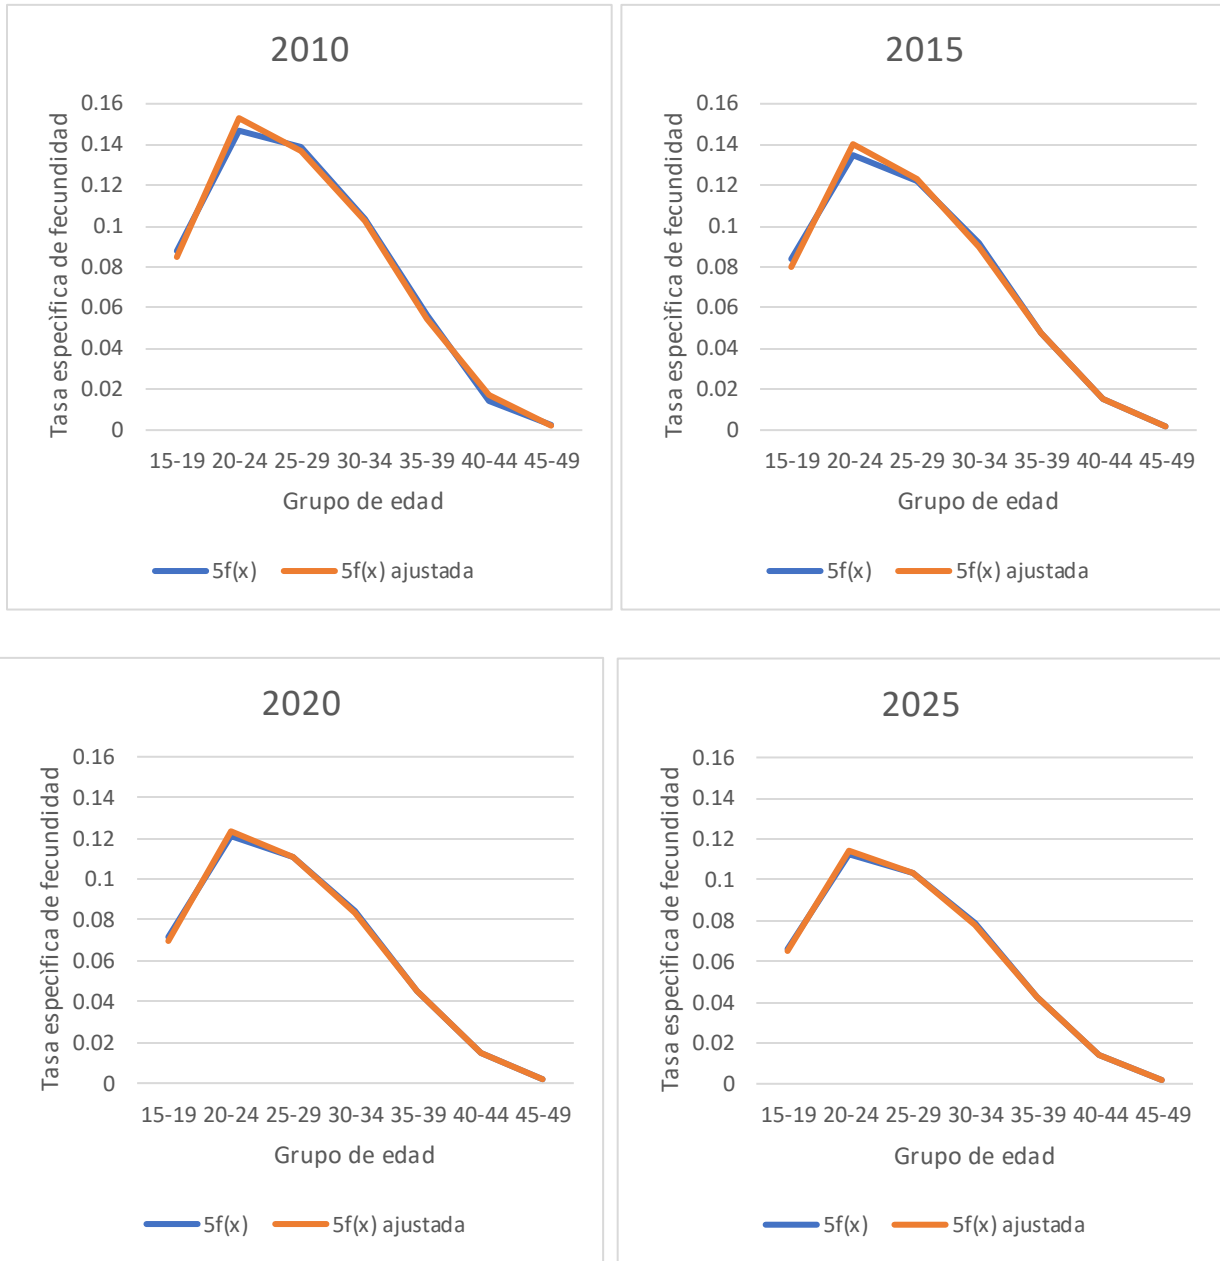 2010
Tasa especìfica de fecundidad
0.16
0.14
0.12
0.1
0.08
0.06
0.04
0.02
0
15-19 20-24 25-29 30-34 35-39 40-44 45-49
Grupo de edad
5f(x) 5f(x) ajustada
2015
Tasa especìfica de fecundidad
0.16
0.14
0.12
0.1
0.08
0.06
0.04
0.02
0
15-19 20-24 25-29 30-34 35-39 40-44 45-49
Grupo de edad
5f(x) 5f(x) ajustada
2020
Tasa especìfica de fecundidad
0.16
0.14
0.12
0.1
0.08
0.06
0.04
0.02
0
15-19 20-24 25-29 30-34 35-39 40-44 45-49
Grupo de edad
5f(x) 5f(x) ajustada
2025
Tasa especìfica de fecundidad
0.16
0.14
0.12
0.1
0.08
0.06
0.04
0.02
0
15-19 20-24 25-29 30-34 35-39 40-44 45-49
Grupo de edad
5f(x) 5f(x) ajustada